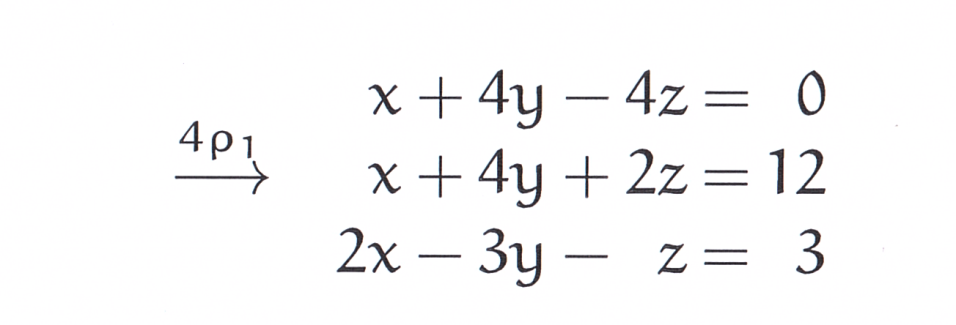 x + 4y − 4z = 0
4ρ₁⟶ x + 4y + 2z = 12
2x − 3y − z = 3